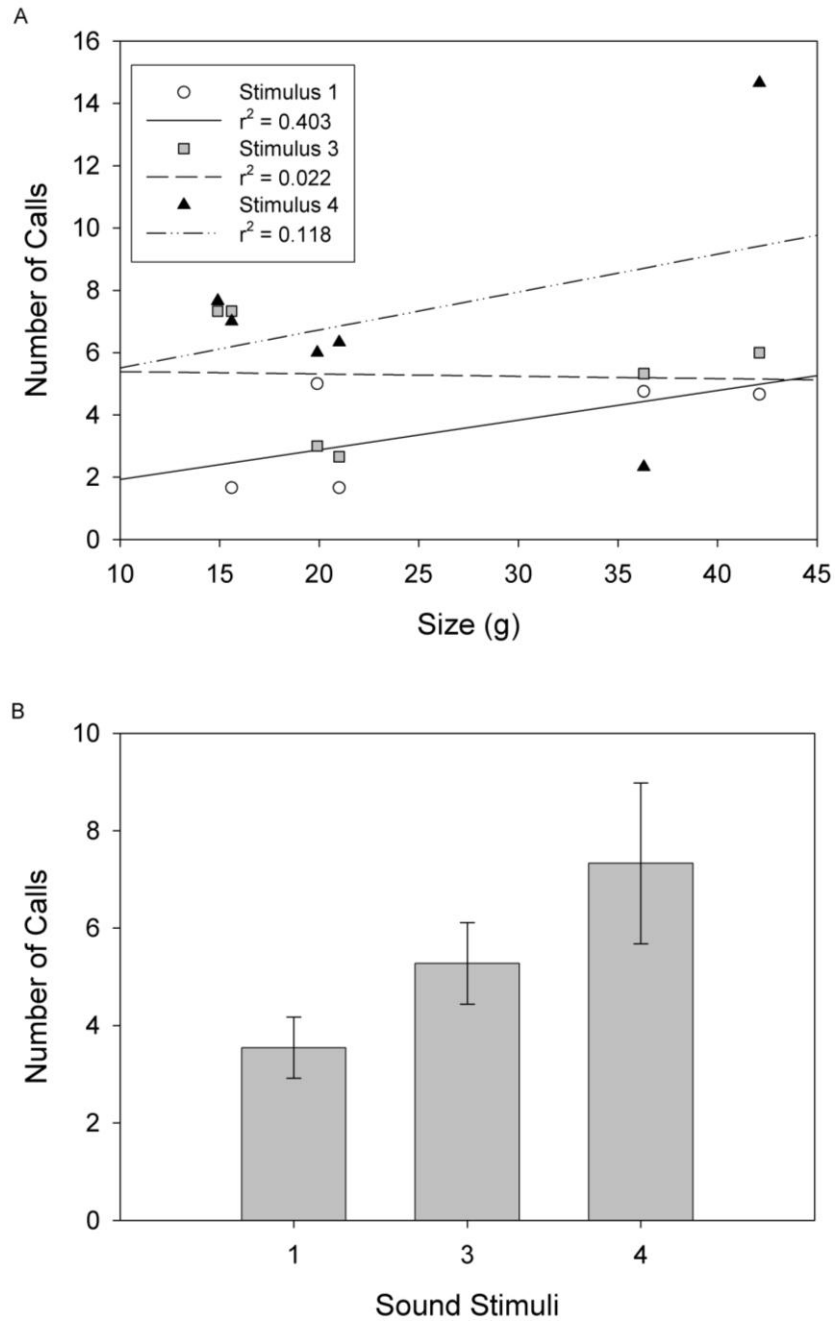 A
16
14
12
10
8
6
4
2
0
Number of Calls
Stimulus 1
r² = 0.403
Stimulus 3
r² = 0.022
Stimulus 4
r² = 0.118
10 15 20 25 30 35 40 45
Size (g)
B
10
8
6
4
2
0
Number of Calls
1 3 4
Sound Stimuli